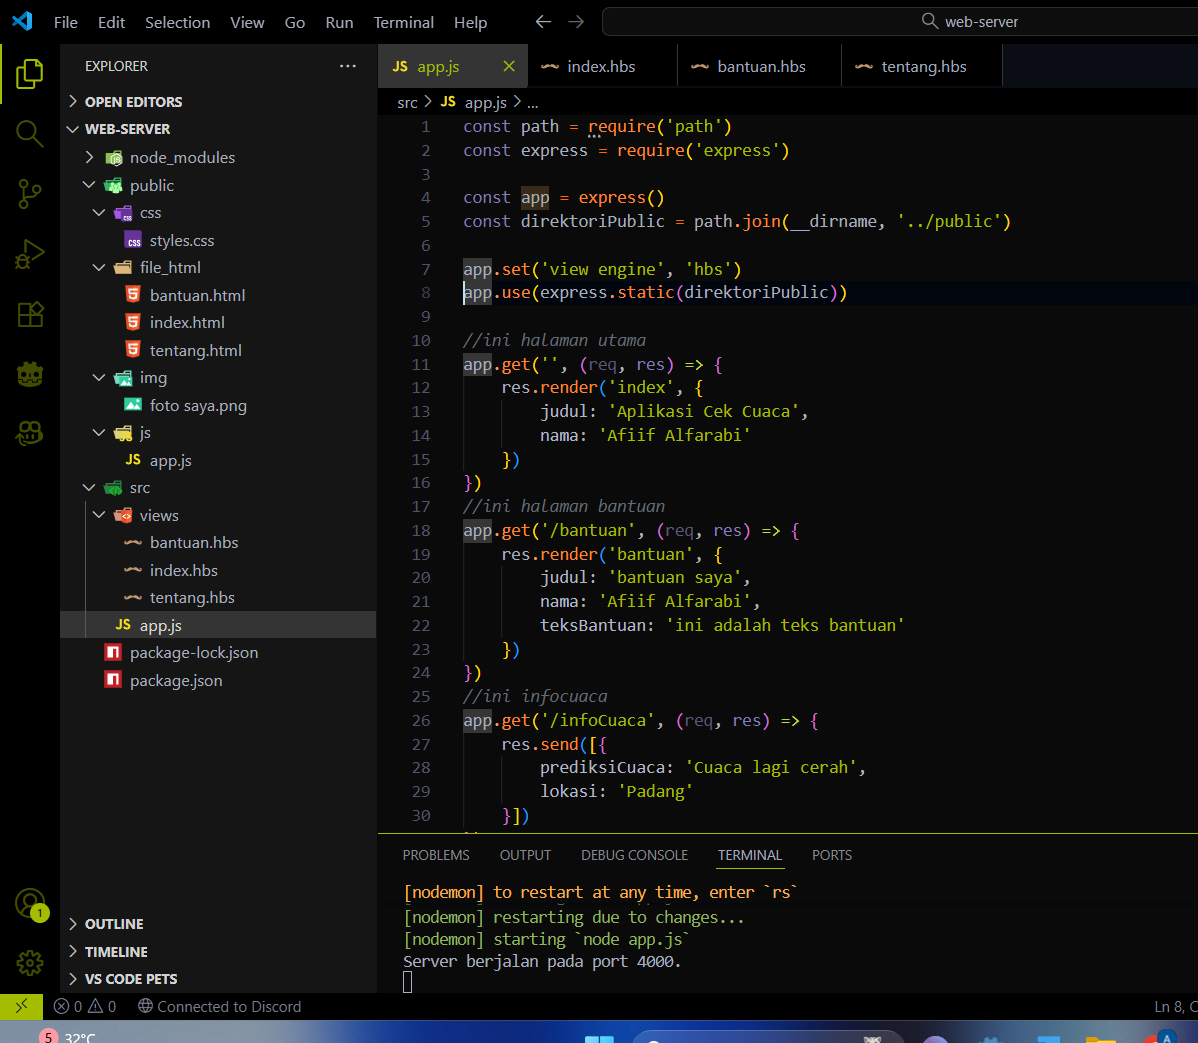 File Edit Selection View Go Run Terminal Help
web-server
EXPLORER
OPEN EDITORS
WEB-SERVER
node_modules
public
css
styles.css
file_html
bantuan.html
index.html
tentang.html
img
foto saya.png
js
JS app.js
src
views
bantuan.hbs
index.hbs
tentang.hbs
JS app.js
package-lock.json
package.json
OUTLINE
TIMELINE
VS CODE PETS
JS app.js index.hbs bantuan.hbs tentang.hbs
src > JS app.js > ...
1 const path = require('path')
2 const express = require('express')
3
4 const app = express()
5 const direktoriPublic = path.join(__dirname, '../public')
6
7 app.set('view engine', 'hbs')
8 app.use(express.static(direktoriPublic))
9
10 //ini halaman utama
11 app.get('', (req, res) => {
12 res.render('index', {
13 judul: 'Aplikasi Cek Cuaca',
14 nama: 'Afiif Alfarabi'
15 })
16 })
17 //ini halaman bantuan
18 app.get('/bantuan', (req, res) => {
19 res.render('bantuan', {
20 judul: 'bantuan saya',
21 nama: 'Afiif Alfarabi',
22 teksBantuan: 'ini adalah teks bantuan'
23 })
24 })
25 //ini infocuaca
26 app.get('/infoCuaca', (req, res) => {
27 res.send([{
28 prediksiCuaca: 'Cuaca lagi cerah',
29 lokasi: 'Padang'
30 }])
PROBLEMS OUTPUT DEBUG CONSOLE TERMINAL PORTS
[nodemon] to restart at any time, enter `rs`
[nodemon] restarting due to changes...
[nodemon] starting `node app.js`
Server berjalan pada port 4000.
1
0 0 Connected to Discord
Ln 8, C
5 32°C